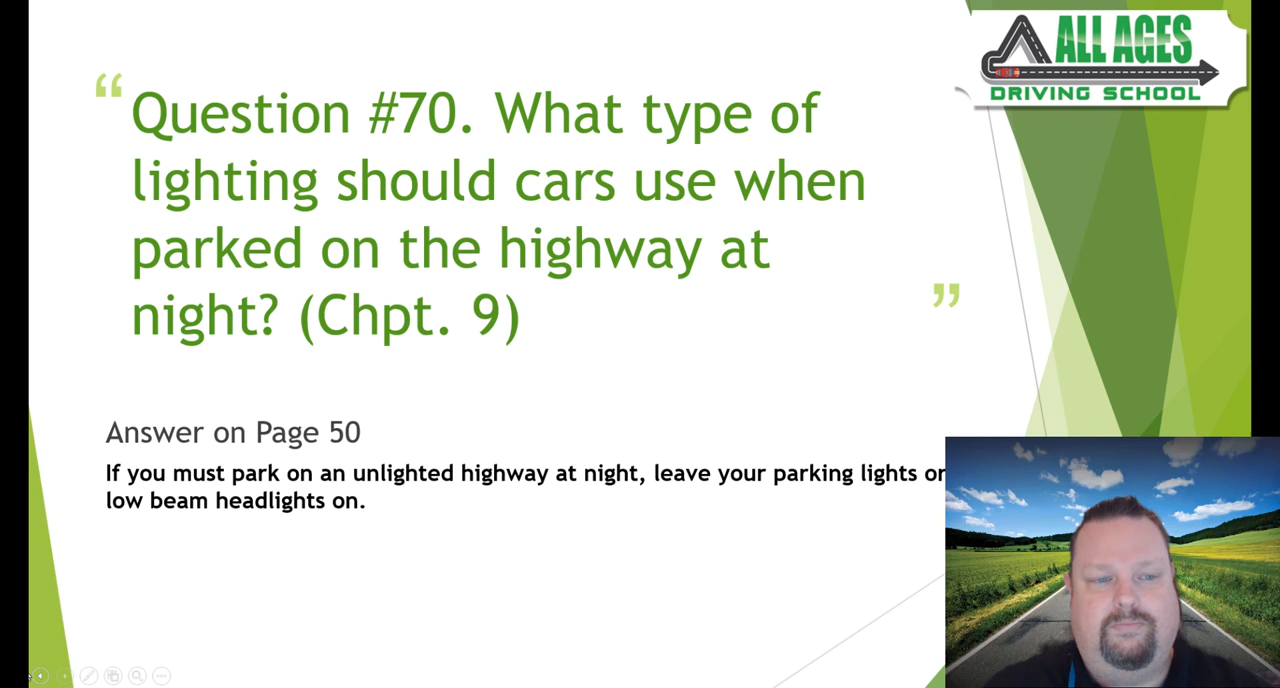 ALL AGES
DRIVING SCHOOL
“ Question #70. What type of
lighting should cars use when
parked on the highway at
night? (Chpt. 9) ”
Answer on Page 50
If you must park on an unlighted highway at night, leave your parking lights or
low beam headlights on.